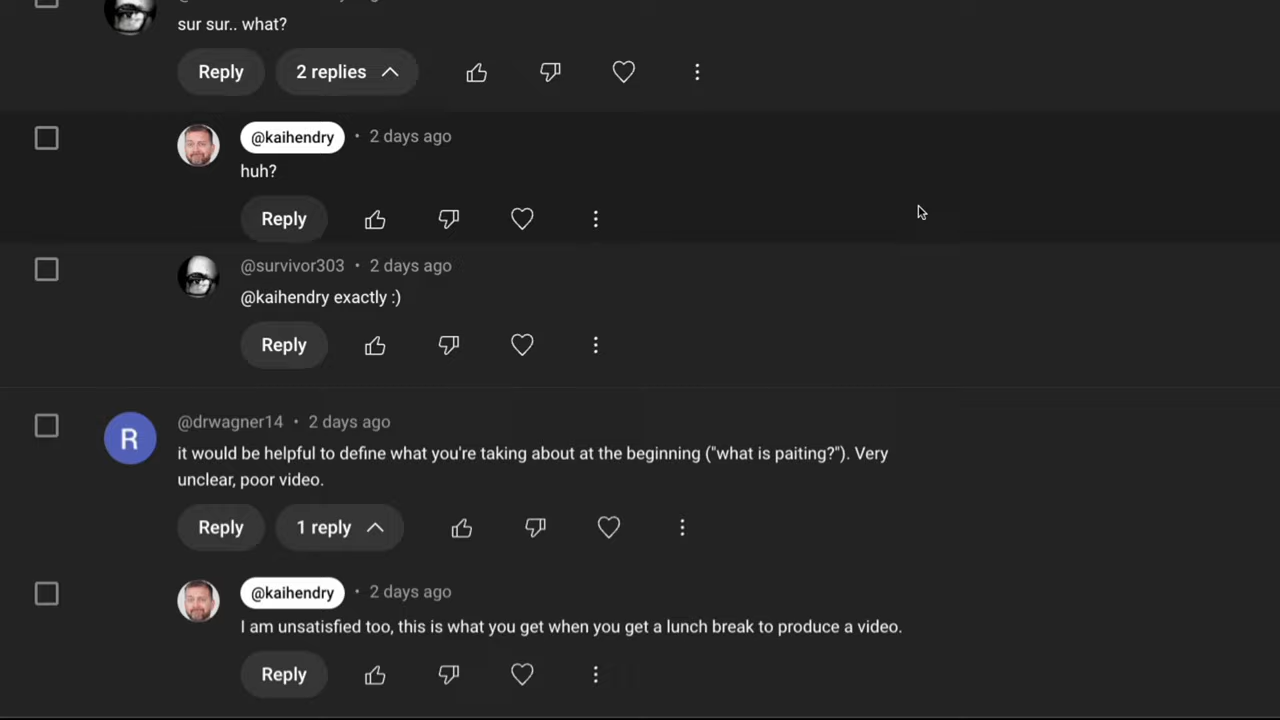 sur sur.. what?
Reply 2 replies
@kaihendry • 2 days ago
huh?
Reply
@survivor303 • 2 days ago
@kaihendry exactly :)
Reply
R
@drwagner14 • 2 days ago
it would be helpful to define what you're taking about at the beginning ("what is paiting?"). Very
unclear, poor video.
Reply 1 reply
@kaihendry • 2 days ago
I am unsatisfied too, this is what you get when you get a lunch break to produce a video.
Reply